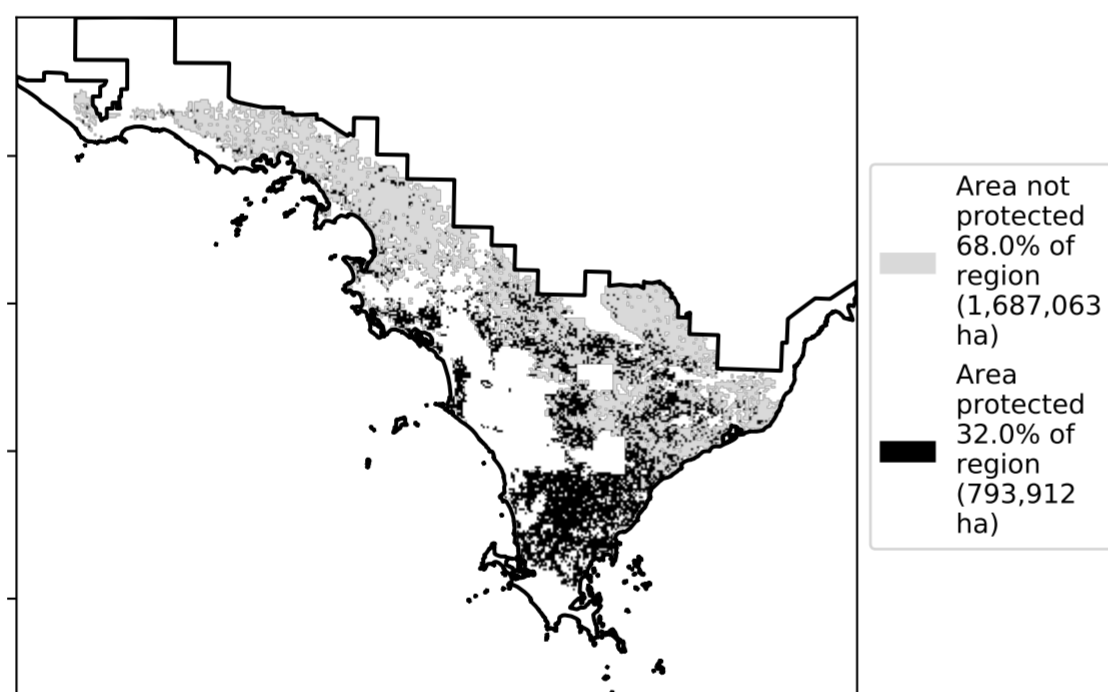 Area not
protected
68.0% of
region
(1,687,063
ha)
Area
protected
32.0% of
region
(793,912
ha)